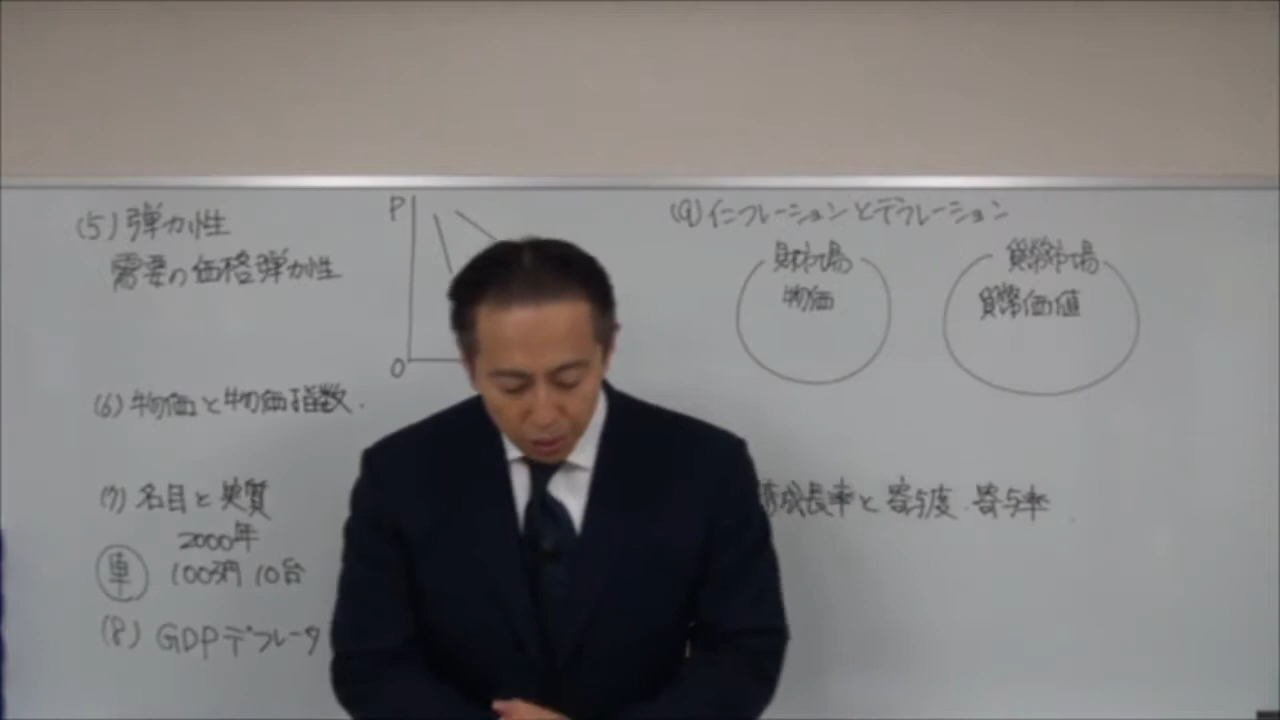 (5) 弾力性
需要の価格弾力性
P
O
(6) 物価と物価指数.
(7) 名目と実質
2000年
車 100万円 10台
(8) GDPデフレータ
(9) インフレーションとデフレーション
財市場
物価
貨幣市場
貨幣価値
成長率と寄与度.寄与率